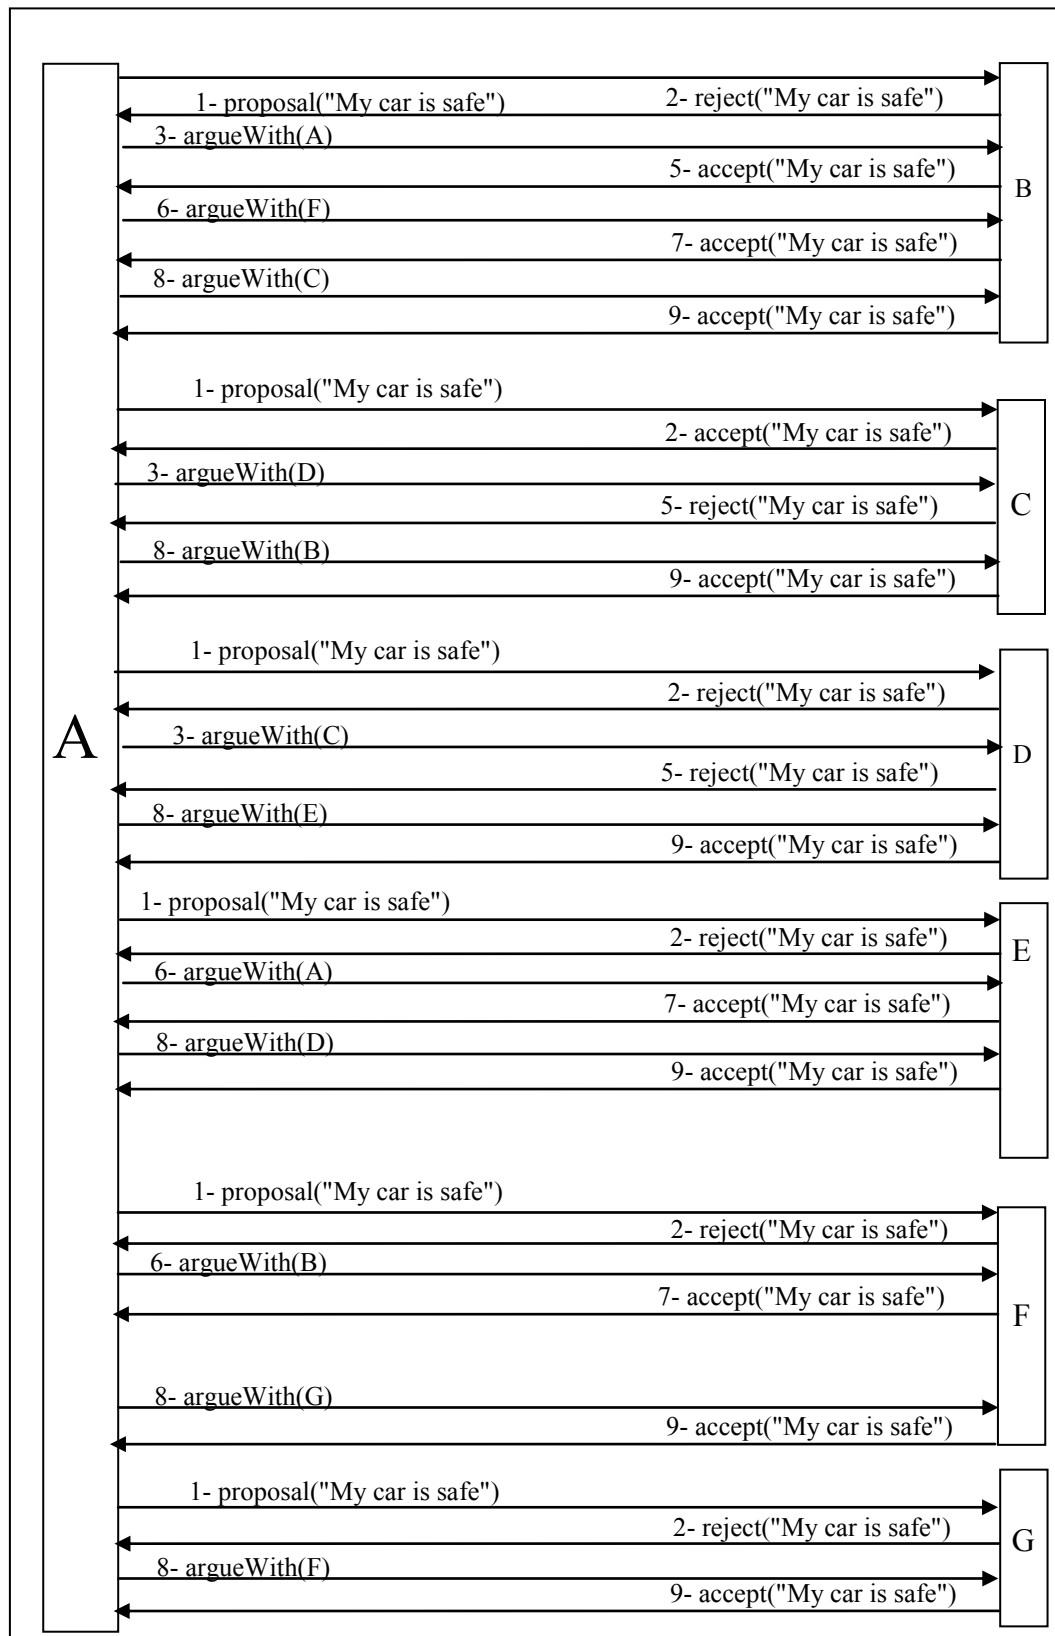 1- proposal("My car is safe")
2- reject("My car is safe")
3- argueWith(A)
5- accept("My car is safe")
B
6- argueWith(F)
7- accept("My car is safe")
8- argueWith(C)
9- accept("My car is safe")
1- proposal("My car is safe")
2- accept("My car is safe")
3- argueWith(D)
5- reject("My car is safe")
C
8- argueWith(B)
9- accept("My car is safe")
1- proposal("My car is safe")
2- reject("My car is safe")
A
3- argueWith(C)
D
5- reject("My car is safe")
8- argueWith(E)
9- accept("My car is safe")
1- proposal("My car is safe")
2- reject("My car is safe")
E
6- argueWith(A)
7- accept("My car is safe")
8- argueWith(D)
9- accept("My car is safe")
1- proposal("My car is safe")
2- reject("My car is safe")
6- argueWith(B)
7- accept("My car is safe")
F
8- argueWith(G)
9- accept("My car is safe")
1- proposal("My car is safe")
2- reject("My car is safe")
G
8- argueWith(F)
9- accept("My car is safe")